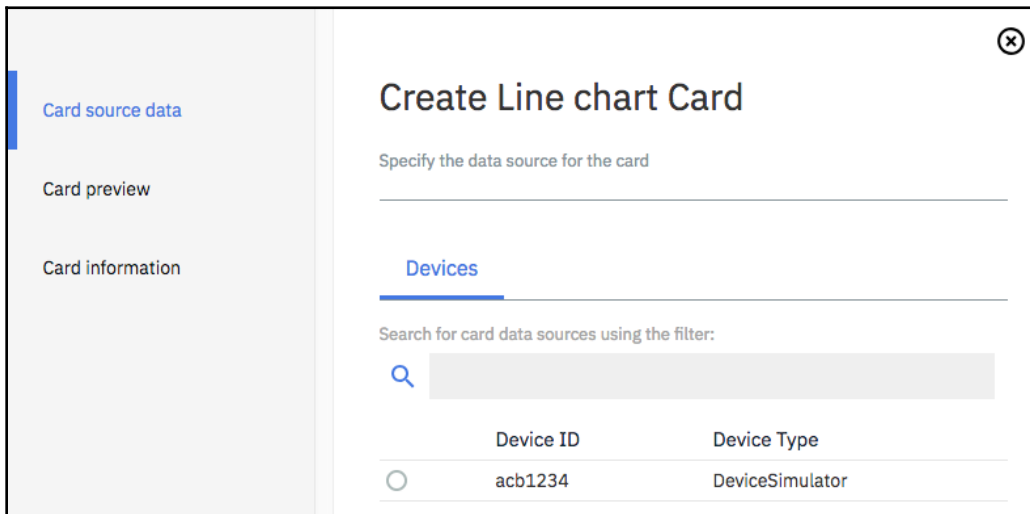 Card source data
Card preview
Card information
Create Line chart Card
Specify the data source for the card
Devices
Search for card data sources using the filter:
Device ID Device Type
acb1234 DeviceSimulator